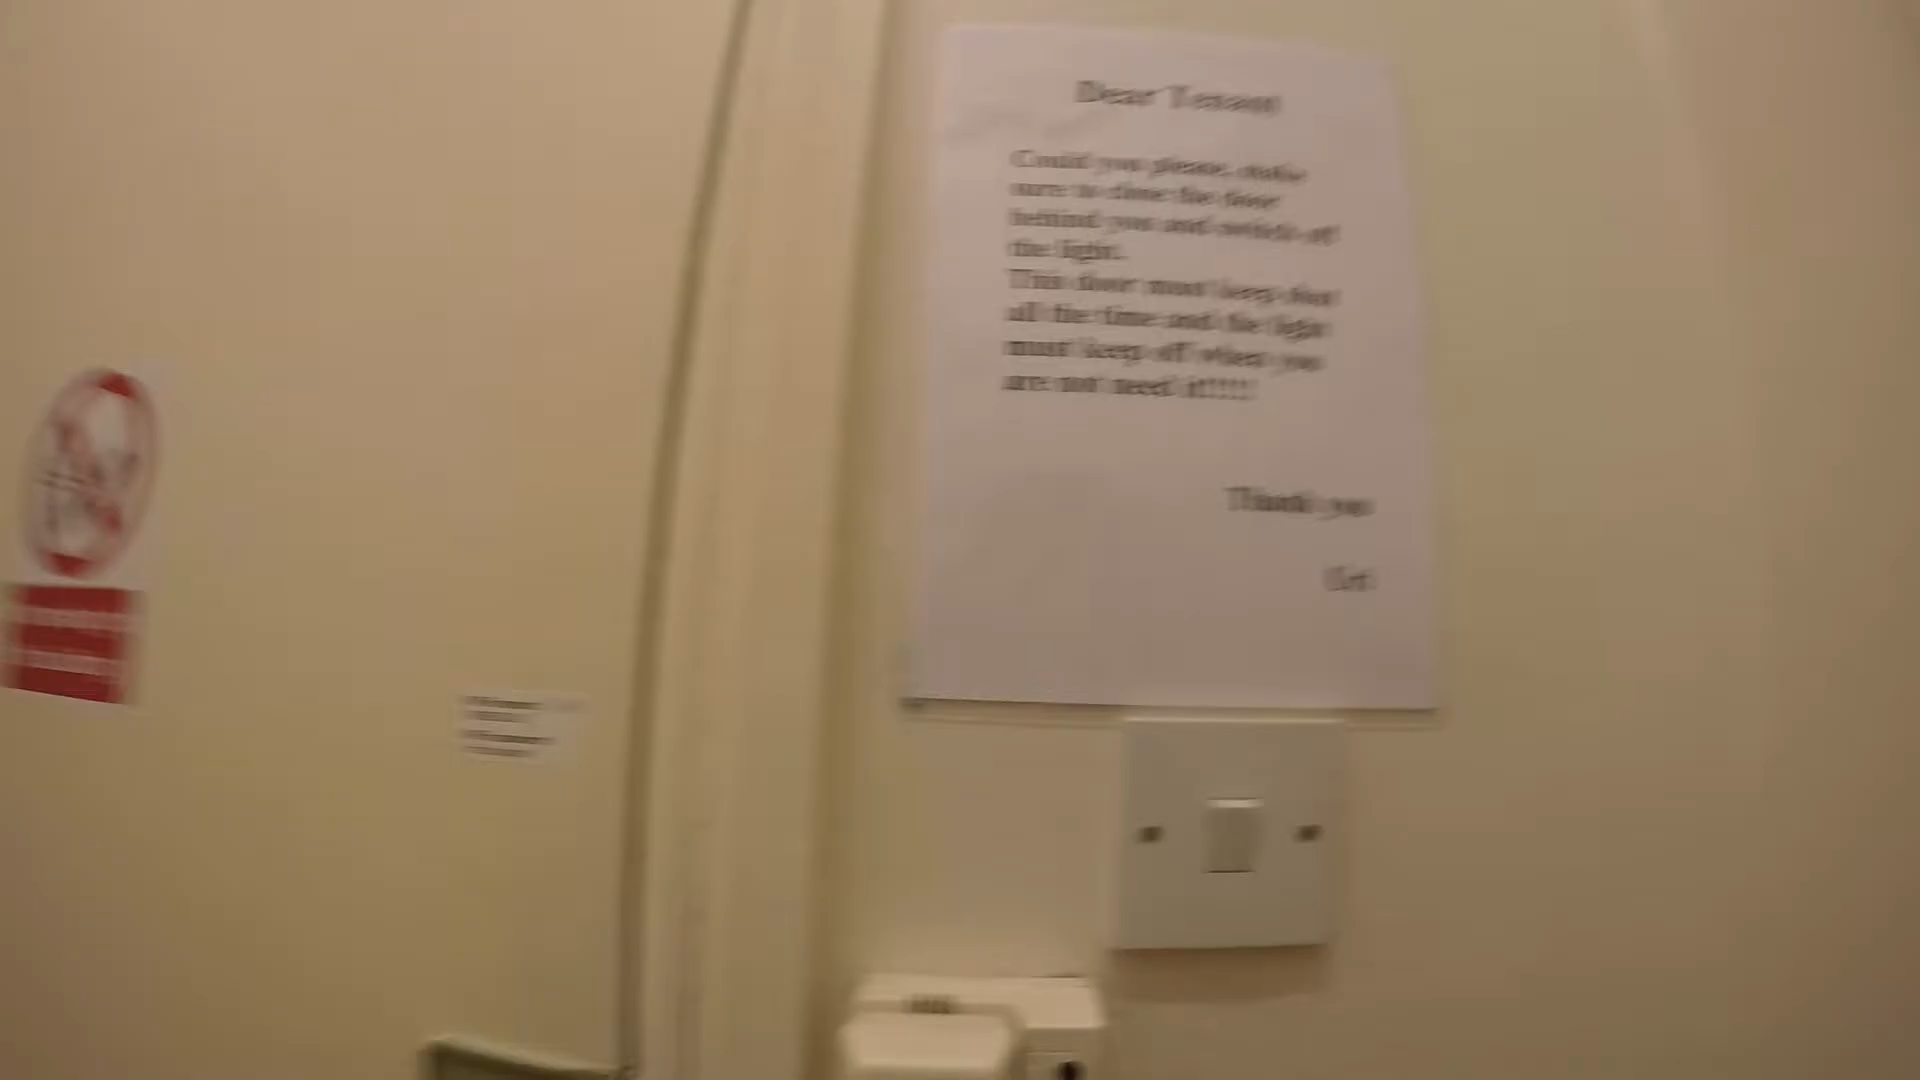 Dear Tenant
Could you please, make
sure to close the door
behind you and switch off
the light.
This door must keep shut
all the time and the light
must keep off when you
are not need it!!!!!
Thank you